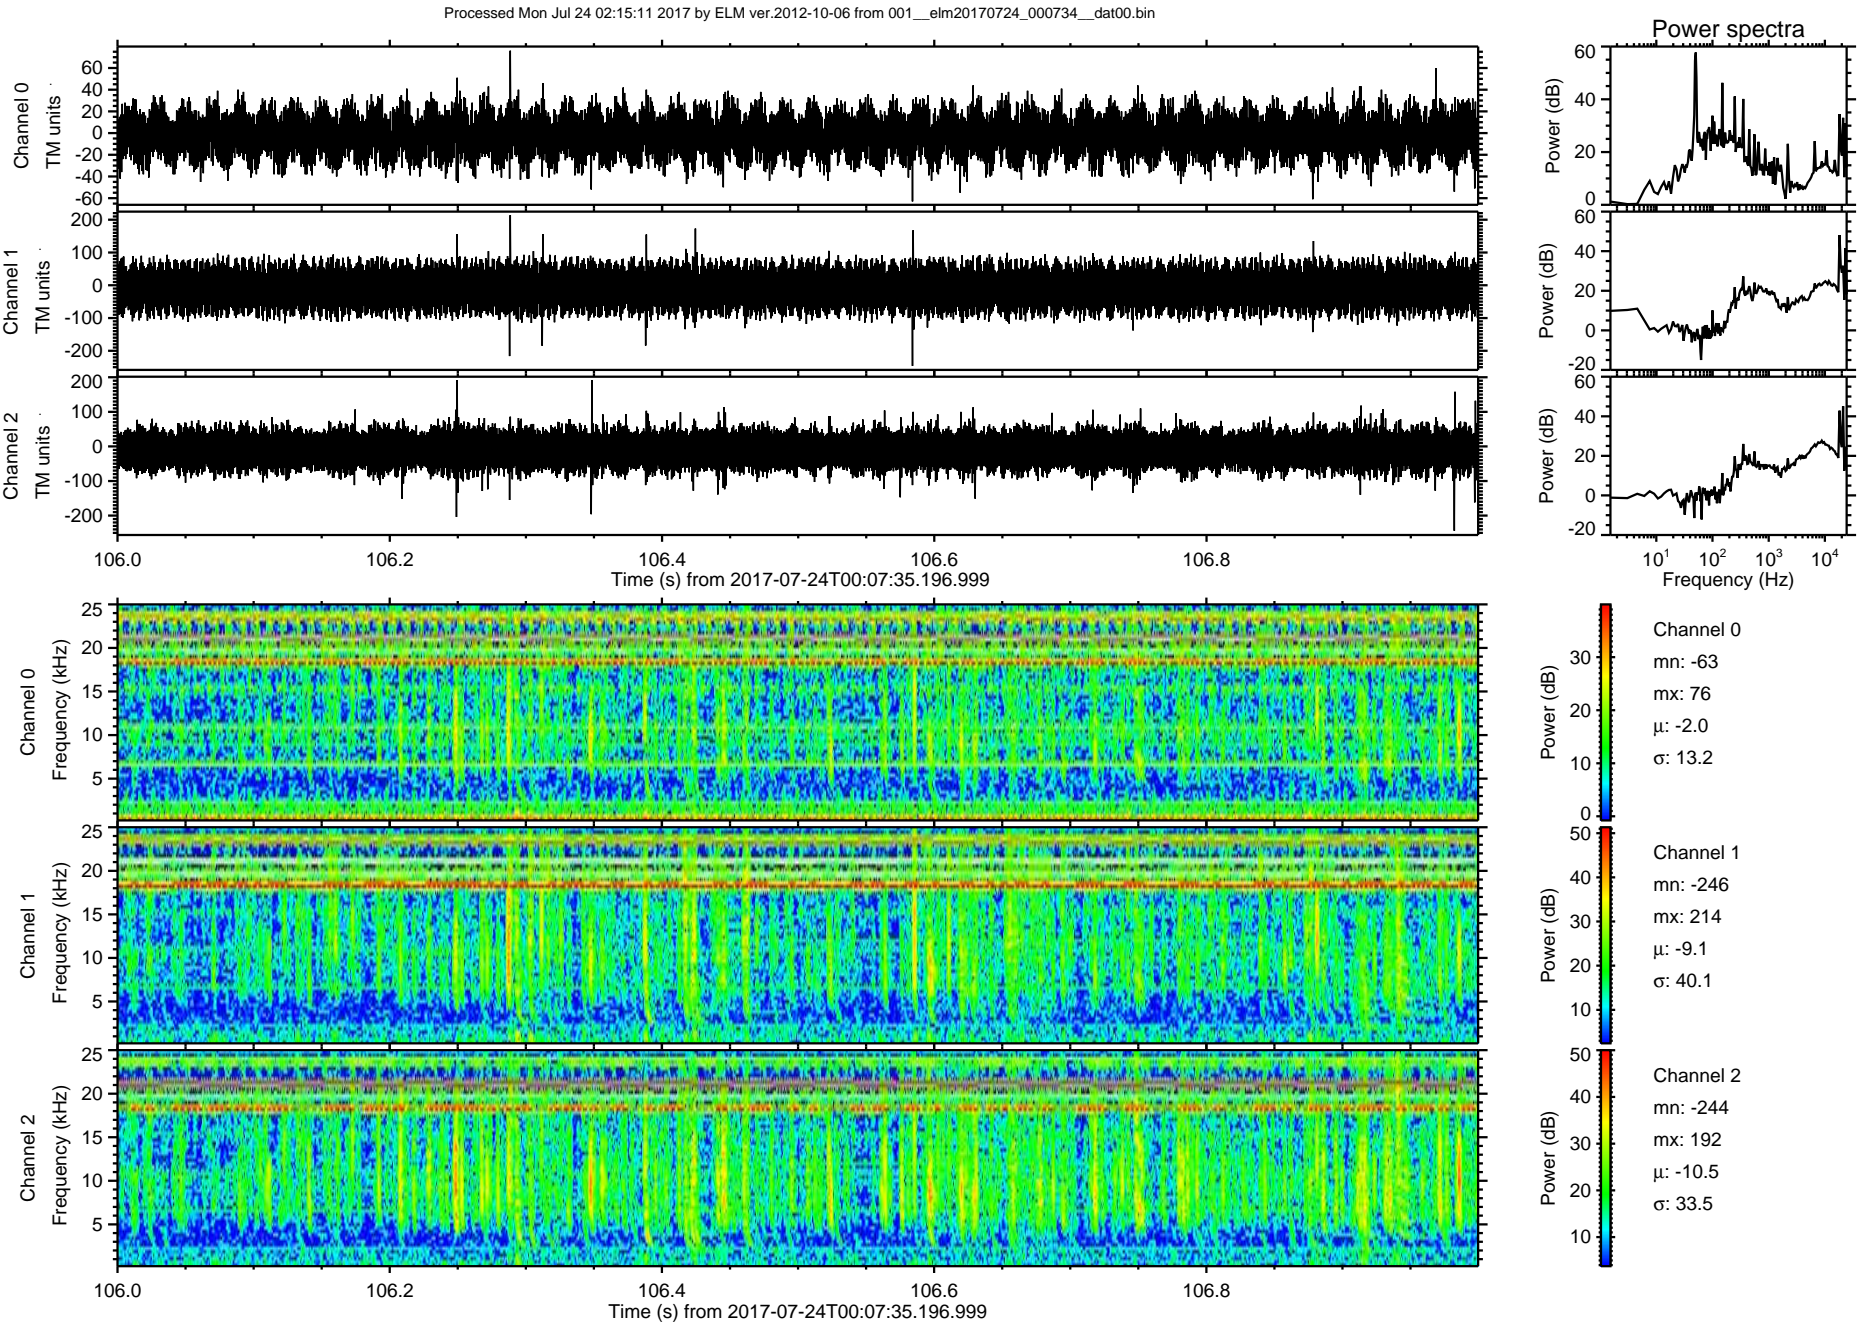 Processed Mon Jul 24 02:15:11 2017 by ELM ver.2012-10-06 from 001__elm20170724_000734__dat00.bin
Power spectra
Channel 0
TM units
60
40
20
0
-20
-40
-60
Power (dB)
60
40
20
0
Channel 1
TM units
200
100
0
-100
-200
Power (dB)
60
40
20
0
-20
Channel 2
TM units
200
100
0
-100
-200
Power (dB)
60
40
20
0
-20
106.0 106.2 106.4 106.6 106.8
Time (s) from 2017-07-24T00:07:35.196.999
10¹ 10² 10³ 10⁴
Frequency (Hz)
Channel 0
Frequency (kHz)
25
20
15
10
5
Power (dB)
30
20
10
0
Channel 0
mn: -63
mx: 76
μ: -2.0
σ: 13.2
Channel 1
Frequency (kHz)
25
20
15
10
5
Power (dB)
50
40
30
20
10
Channel 1
mn: -246
mx: 214
μ: -9.1
σ: 40.1
Channel 2
Frequency (kHz)
25
20
15
10
5
Power (dB)
50
40
30
20
10
Channel 2
mn: -244
mx: 192
μ: -10.5
σ: 33.5
106.0 106.2 106.4 106.6 106.8
Time (s) from 2017-07-24T00:07:35.196.999